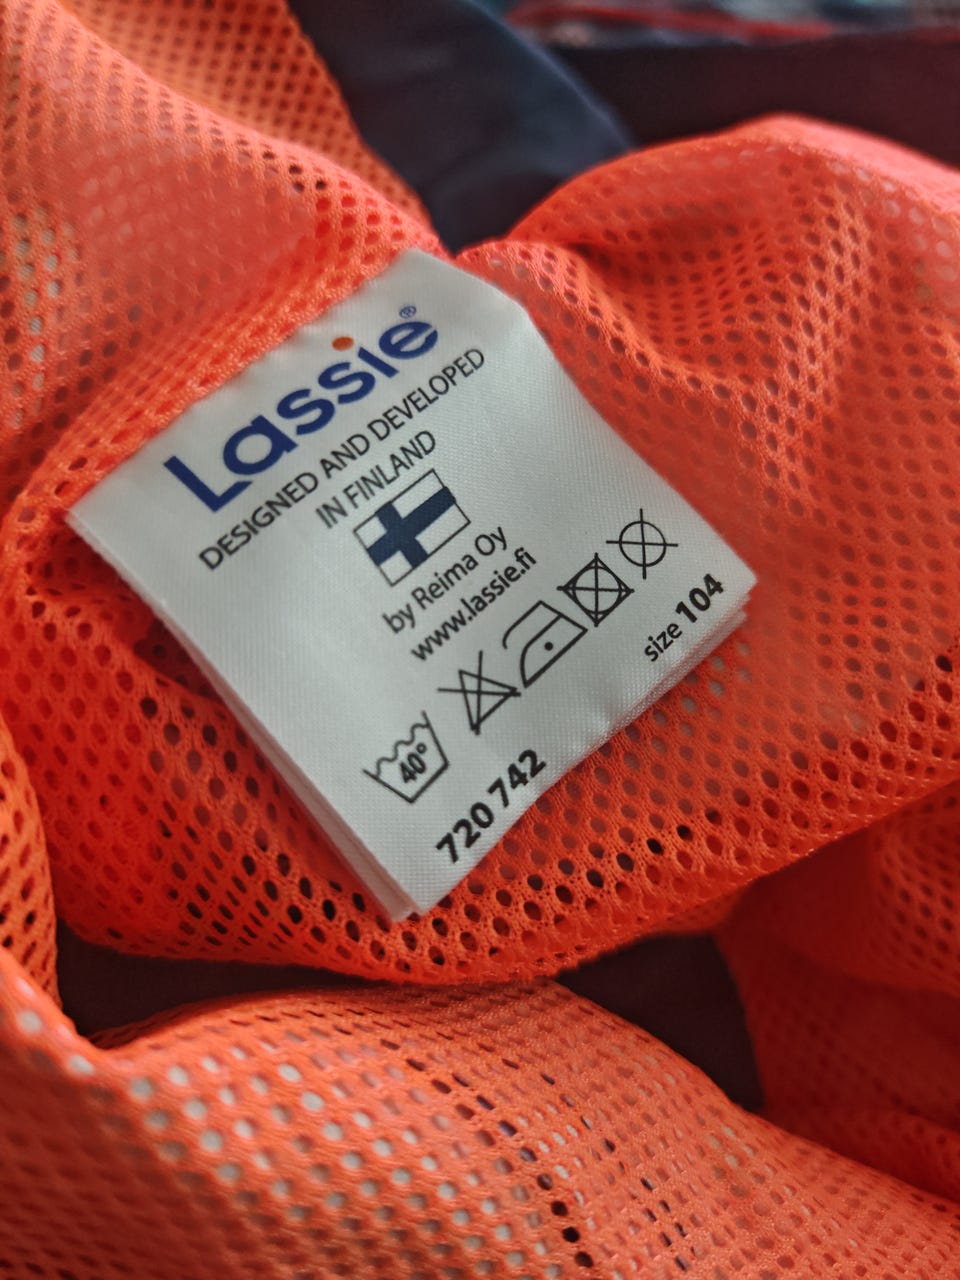 Lassie®
DESIGNED AND DEVELOPED
IN FINLAND
by Reima Oy
www.lassie.fi
40°
size 104
720 742